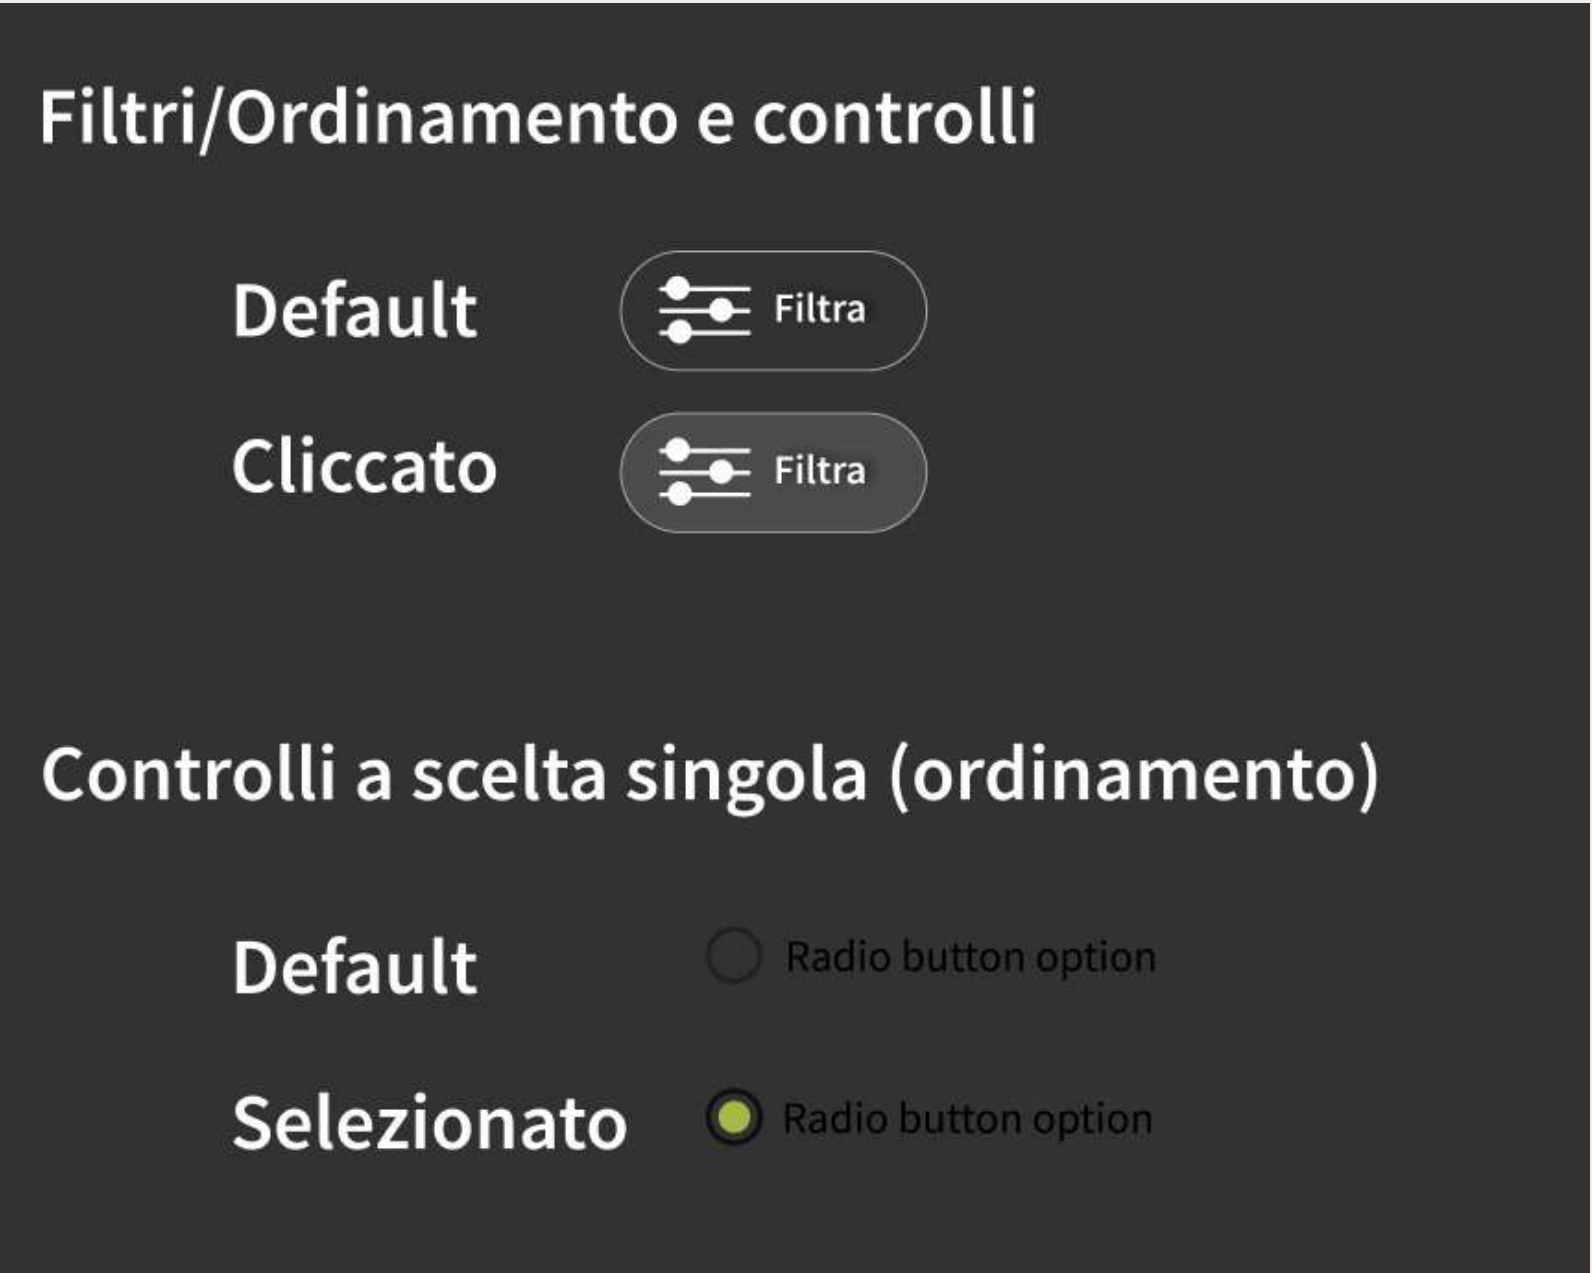 Filtri/Ordinamento e controlli
Default
Filtra
Cliccato
Filtra
Controlli a scelta singola (ordinamento)
Default
Radio button option
Selezionato
Radio button option